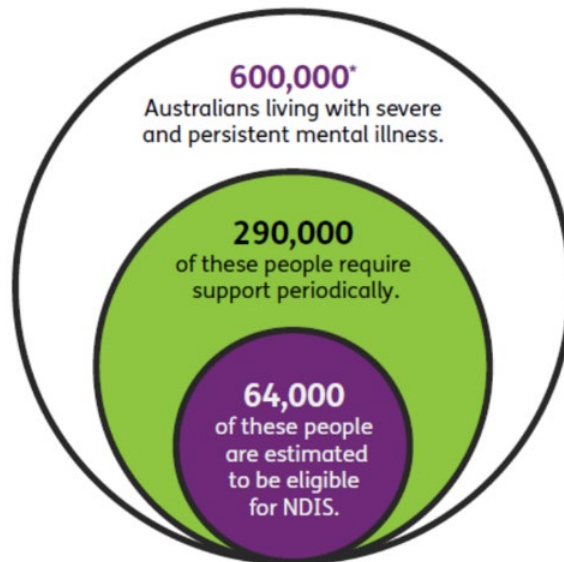 600,000*
Australians living with severe
and persistent mental illness.
290,000
of these people require
support periodically.
64,000
of these people
are estimated
to be eligible
for NDIS.